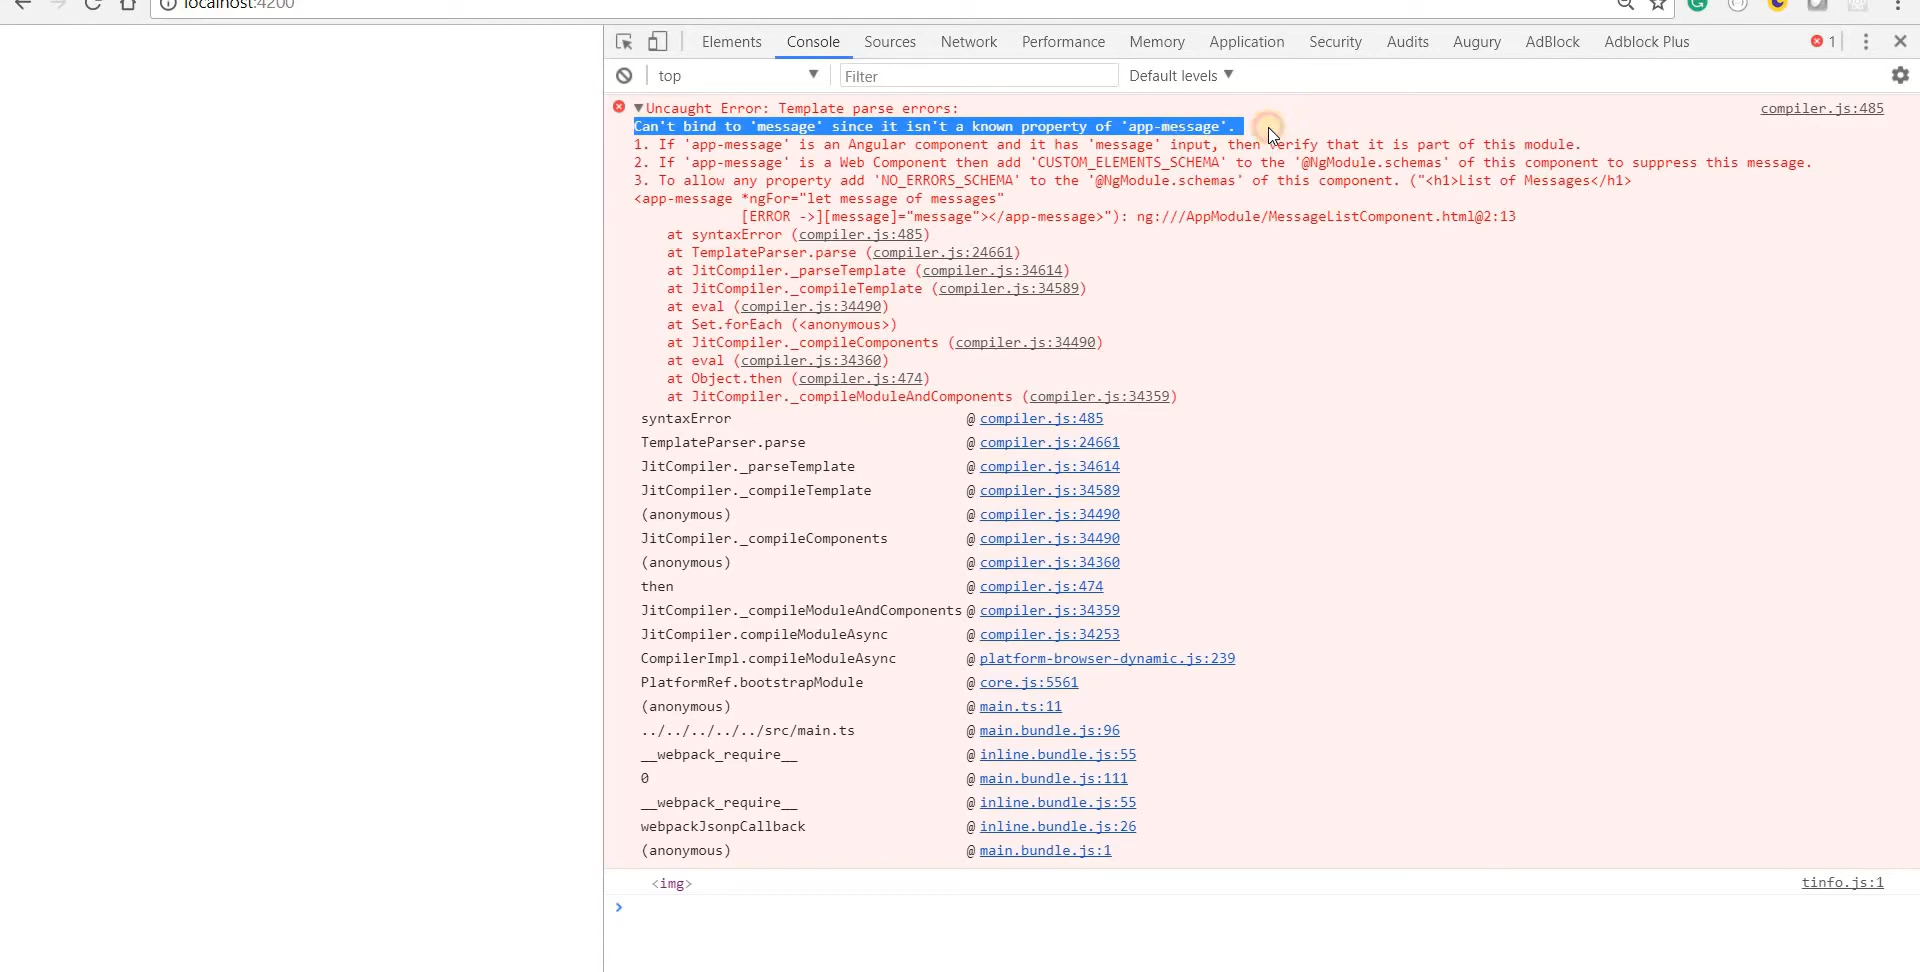 localhost:4200
Elements Console Sources Network Performance Memory Application Security Audits Augury AdBlock Adblock Plus 1
top Filter Default levels
Uncaught Error: Template parse errors: compiler.js:485
Can't bind to 'message' since it isn't a known property of 'app-message'.
1. If 'app-message' is an Angular component and it has 'message' input, then verify that it is part of this module.
2. If 'app-message' is a Web Component then add 'CUSTOM_ELEMENTS_SCHEMA' to the '@NgModule.schemas' of this component to suppress this message.
3. To allow any property add 'NO_ERRORS_SCHEMA' to the '@NgModule.schemas' of this component. ("<h1>List of Messages</h1>
<app-message *ngFor="let message of messages"
[ERROR ->][message]="message"></app-message>"): ng:///AppModule/MessageListComponent.html@2:13
at syntaxError (compiler.js:485)
at TemplateParser.parse (compiler.js:24661)
at JitCompiler._parseTemplate (compiler.js:34614)
at JitCompiler._compileTemplate (compiler.js:34589)
at eval (compiler.js:34490)
at Set.forEach (<anonymous>)
at JitCompiler._compileComponents (compiler.js:34490)
at eval (compiler.js:34360)
at Object.then (compiler.js:474)
at JitCompiler._compileModuleAndComponents (compiler.js:34359)
syntaxError @ compiler.js:485
TemplateParser.parse @ compiler.js:24661
JitCompiler._parseTemplate @ compiler.js:34614
JitCompiler._compileTemplate @ compiler.js:34589
(anonymous) @ compiler.js:34490
JitCompiler._compileComponents @ compiler.js:34490
(anonymous) @ compiler.js:34360
then @ compiler.js:474
JitCompiler._compileModuleAndComponents @ compiler.js:34359
JitCompiler.compileModuleAsync @ compiler.js:34253
CompilerImpl.compileModuleAsync @ platform-browser-dynamic.js:239
PlatformRef.bootstrapModule @ core.js:5561
(anonymous) @ main.ts:11
../../../../../src/main.ts @ main.bundle.js:96
__webpack_require__ @ inline.bundle.js:55
0 @ main.bundle.js:111
__webpack_require__ @ inline.bundle.js:55
webpackJsonpCallback @ inline.bundle.js:26
(anonymous) @ main.bundle.js:1
<img> tinfo.js:1